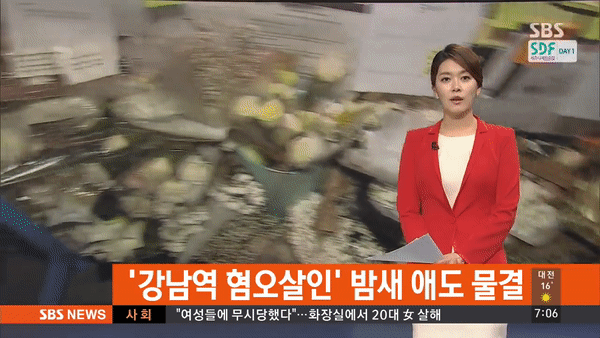 SBS
SDF DAY 1
'강남역 혐오살인' 밤새 애도 물결
대 전
16°
SBS NEWS
사 회
"여성들에 무시당했다"…화장실에서 20대 女 살해
7:06